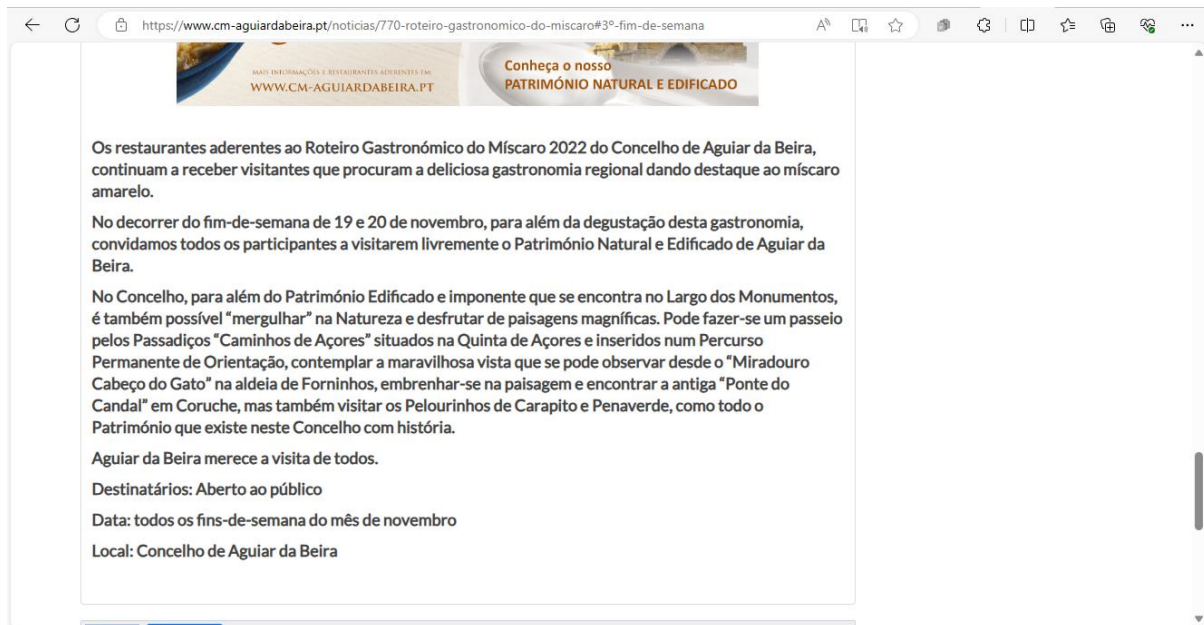 https://www.cm-aguiardabeira.pt/noticias/770-roteiro-gastronomico-do-miscaro#3º-fim-de-semana
MAIS INFORMAÇÕES E RESTAURANTES ADERENTES EM:
WWW.CM-AGUIARDABEIRA.PT
Conheça o nosso
PATRIMÓNIO NATURAL E EDIFICADO
Os restaurantes aderentes ao Roteiro Gastronómico do Míscaro 2022 do Concelho de Aguiar da Beira,
continuam a receber visitantes que procuram a deliciosa gastronomia regional dando destaque ao míscaro
amarelo.
No decorrer do fim-de-semana de 19 e 20 de novembro, para além da degustação desta gastronomia,
convidamos todos os participantes a visitarem livremente o Património Natural e Edificado de Aguiar da
Beira.
No Concelho, para além do Património Edificado e imponente que se encontra no Largo dos Monumentos,
é também possível “mergulhar” na Natureza e desfrutar de paisagens magníficas. Pode fazer-se um passeio
pelos Passadiços “Caminhos de Açores” situados na Quinta de Açores e inseridos num Percurso
Permanente de Orientação, contemplar a maravilhosa vista que se pode observar desde o “Miradouro
Cabeço do Gato” na aldeia de Forninhos, embrenhar-se na paisagem e encontrar a antiga “Ponte do
Candal” em Coruche, mas também visitar os Pelourinhos de Carapito e Penaverde, como todo o
Património que existe neste Concelho com história.
Aguiar da Beira merece a visita de todos.
Destinatários: Aberto ao público
Data: todos os fins-de-semana do mês de novembro
Local: Concelho de Aguiar da Beira